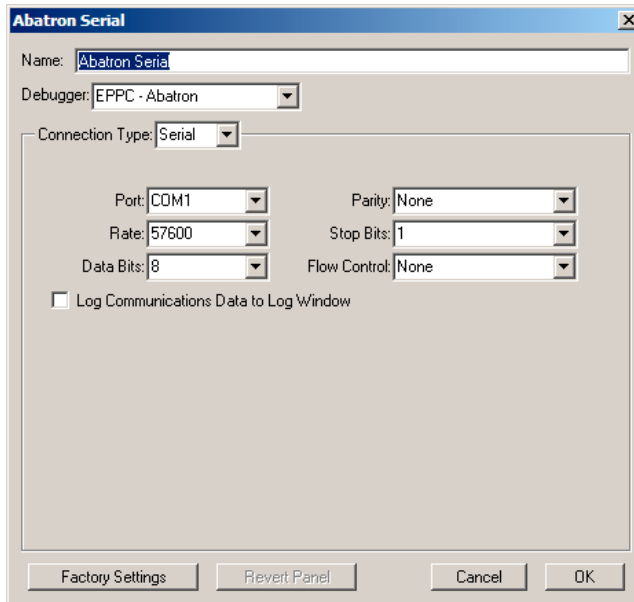 Abatron Serial
Name: Abatron Serial
Debugger: EPPC - Abatron
Connection Type: Serial
Port: COM1 Parity: None
Rate: 57600 Stop Bits: 1
Data Bits: 8 Flow Control: None
Log Communications Data to Log Window
Factory Settings Revert Panel Cancel OK